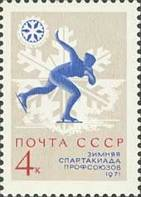 ПОЧТА СССР
4к
ЗИМНЯЯ
СПАРТАКИАДА
ПРОФСОЮЗОВ
1971